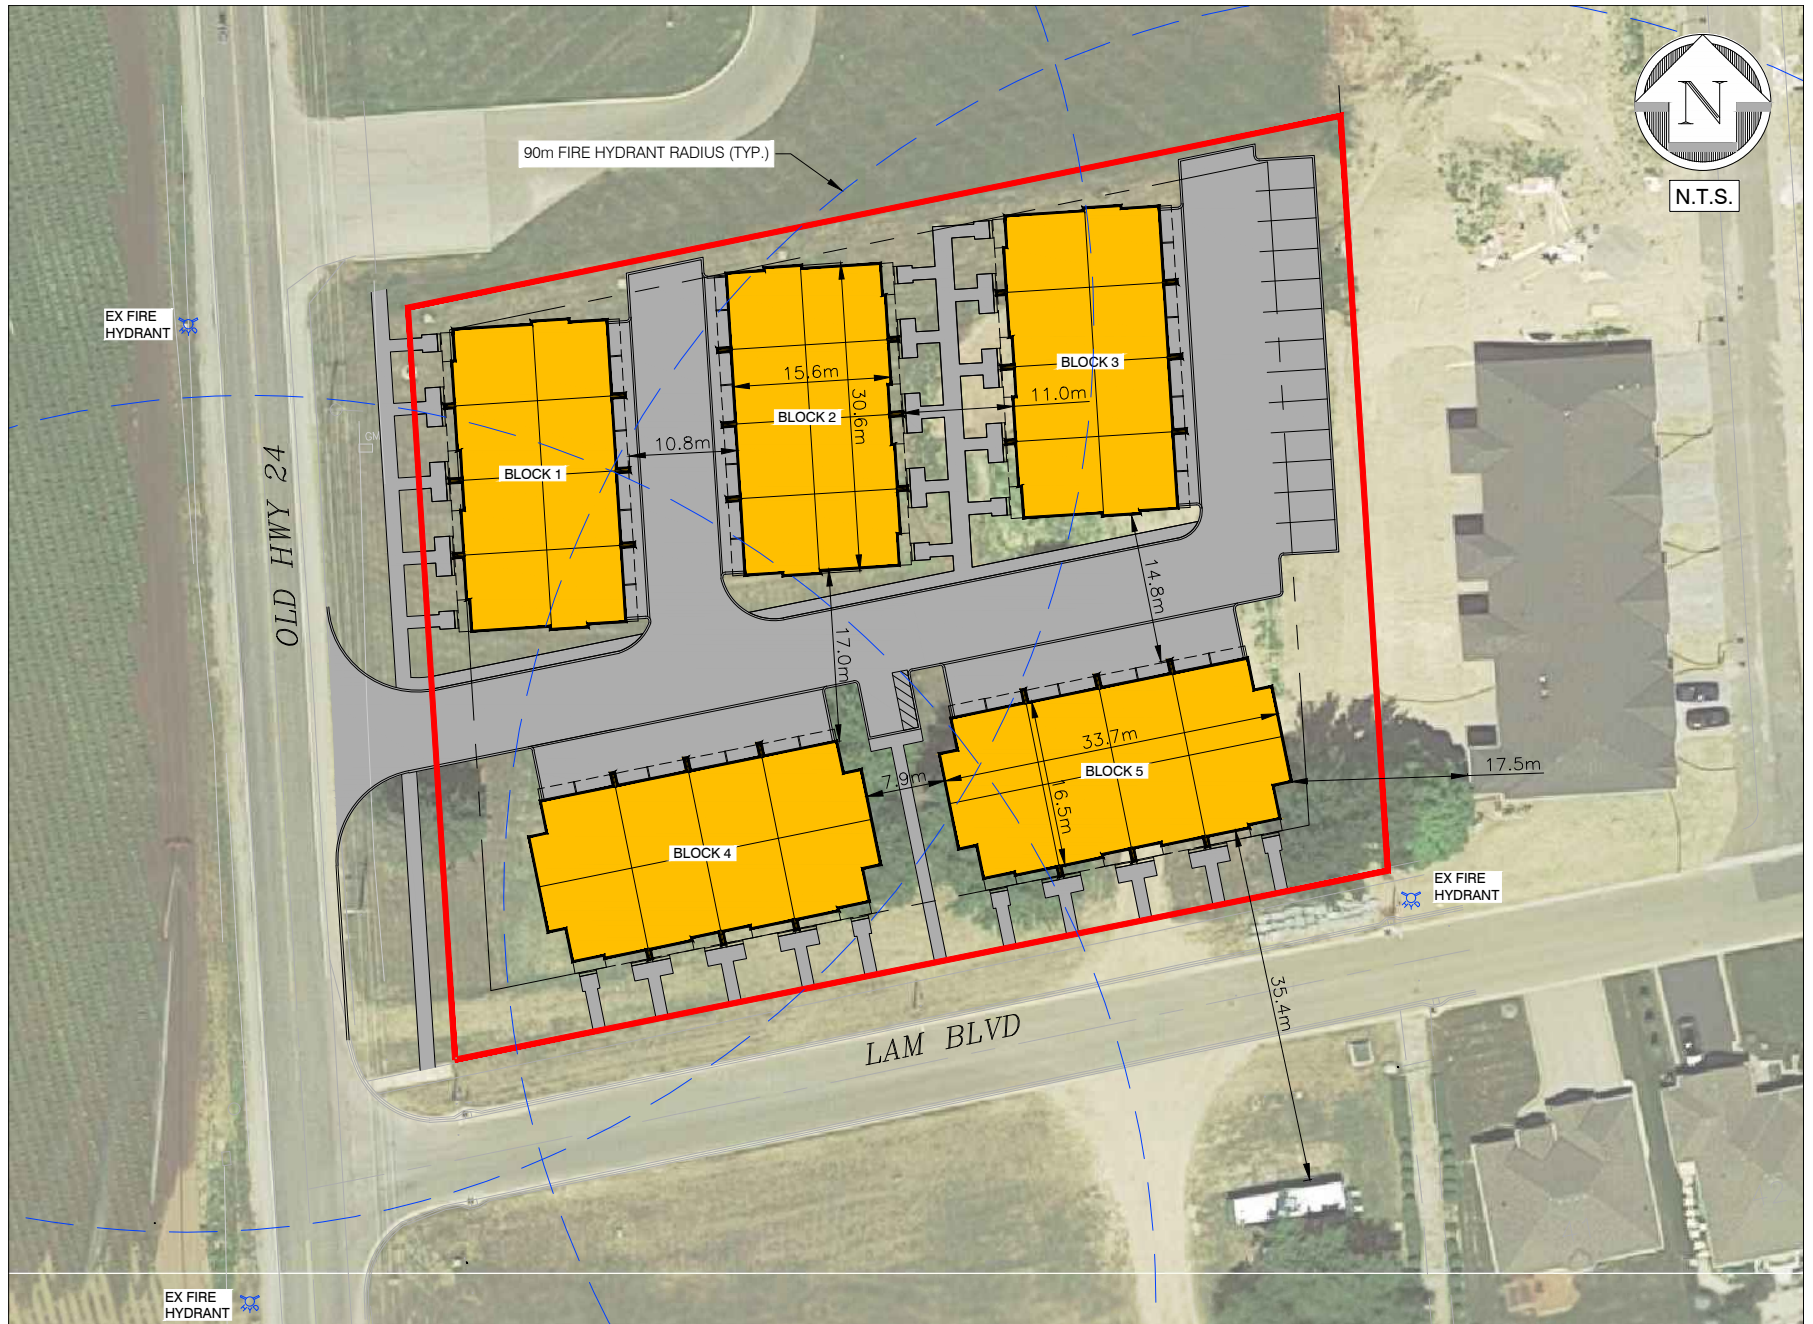 N
N.T.S.
90m FIRE HYDRANT RADIUS (TYP.)
EX FIRE
HYDRANT
BLOCK 3
15.6m
30.6m
11.0m
BLOCK 2
GM
10.8m
BLOCK 1
OLD HWY 24
14.8m
17.0m
33.7m
17.5m
BLOCK 5
7.9m
16.5m
BLOCK 4
EX FIRE
HYDRANT
35.4m
LAM BLVD
EX FIRE
HYDRANT